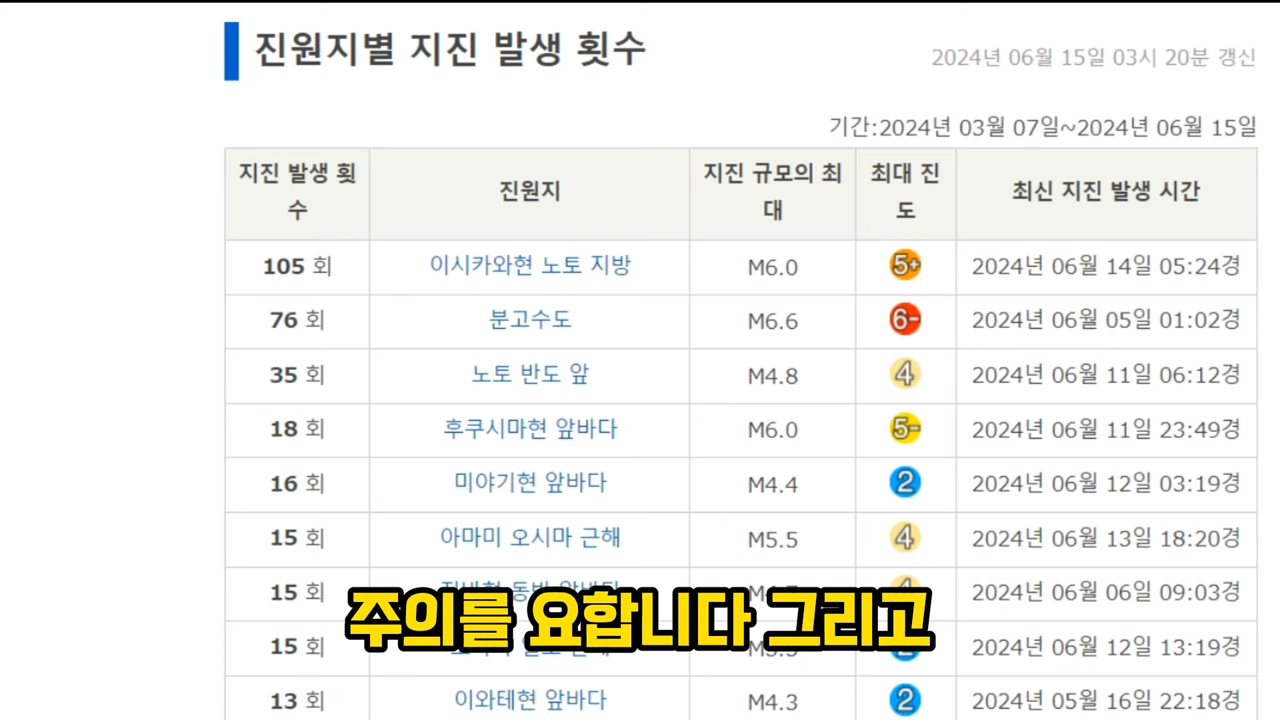 진원지별 지진 발생 횟수
2024년 06월 15일 03시 20분 갱신
기간:2024년 03월 07일~2024년 06월 15일
지진 발생 횟수 진원지 지진 규모의 최대 최대 진도 최신 지진 발생 시간
105 회 이시카와현 노토 지방 M6.0 5+ 2024년 06월 14일 05:24경
76 회 분고수도 M6.6 6- 2024년 06월 05일 01:02경
35 회 노토 반도 앞 M4.8 4 2024년 06월 11일 06:12경
18 회 후쿠시마현 앞바다 M6.0 5- 2024년 06월 11일 23:49경
16 회 미야기현 앞바다 M4.4 2 2024년 06월 12일 03:19경
15 회 아마미 오시마 근해 M5.5 4 2024년 06월 13일 18:20경
15 회 2024년 06월 06일 09:03경
주의를 요합니다 그리고
15 회 2024년 06월 12일 13:19경
13 회 이와테현 앞바다 M4.3 2 2024년 05월 16일 22:18경